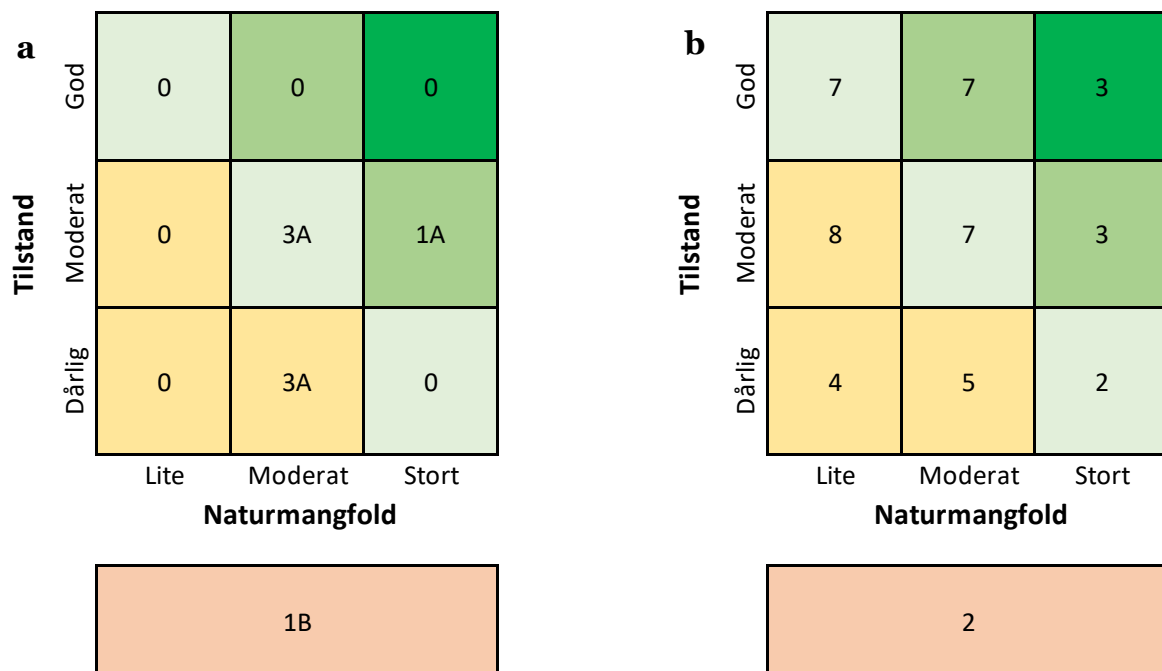 a
Tilstand
God
0 0 0
Moderat
0 3A 1A
Dårlig
0 3A 0
Lite Moderat Stort
Naturmangfold
1B
b
Tilstand
God
7 7 3
Moderat
8 7 3
Dårlig
4 5 2
Lite Moderat Stort
Naturmangfold
2